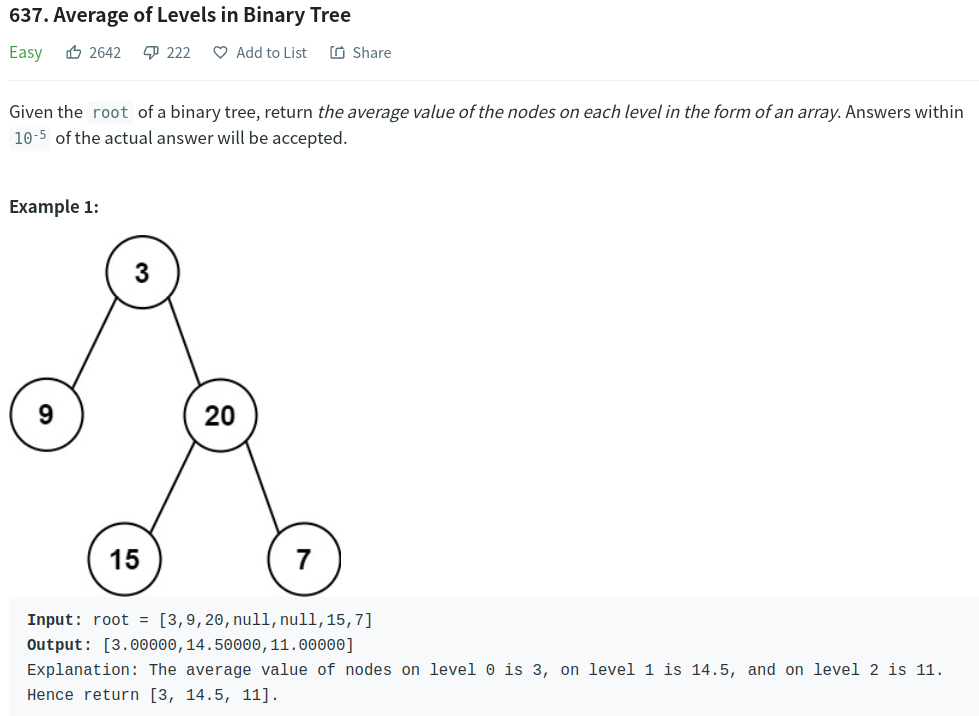 637. Average of Levels in Binary Tree
Easy 2642 222 Add to List Share
Given the root of a binary tree, return the average value of the nodes on each level in the form of an array. Answers within
10-5 of the actual answer will be accepted.
Example 1:
3
9 20
15 7
Input: root = [3,9,20,null,null,15,7]
Output: [3.00000,14.50000,11.00000]
Explanation: The average value of nodes on level 0 is 3, on level 1 is 14.5, and on level 2 is 11.
Hence return [3, 14.5, 11].